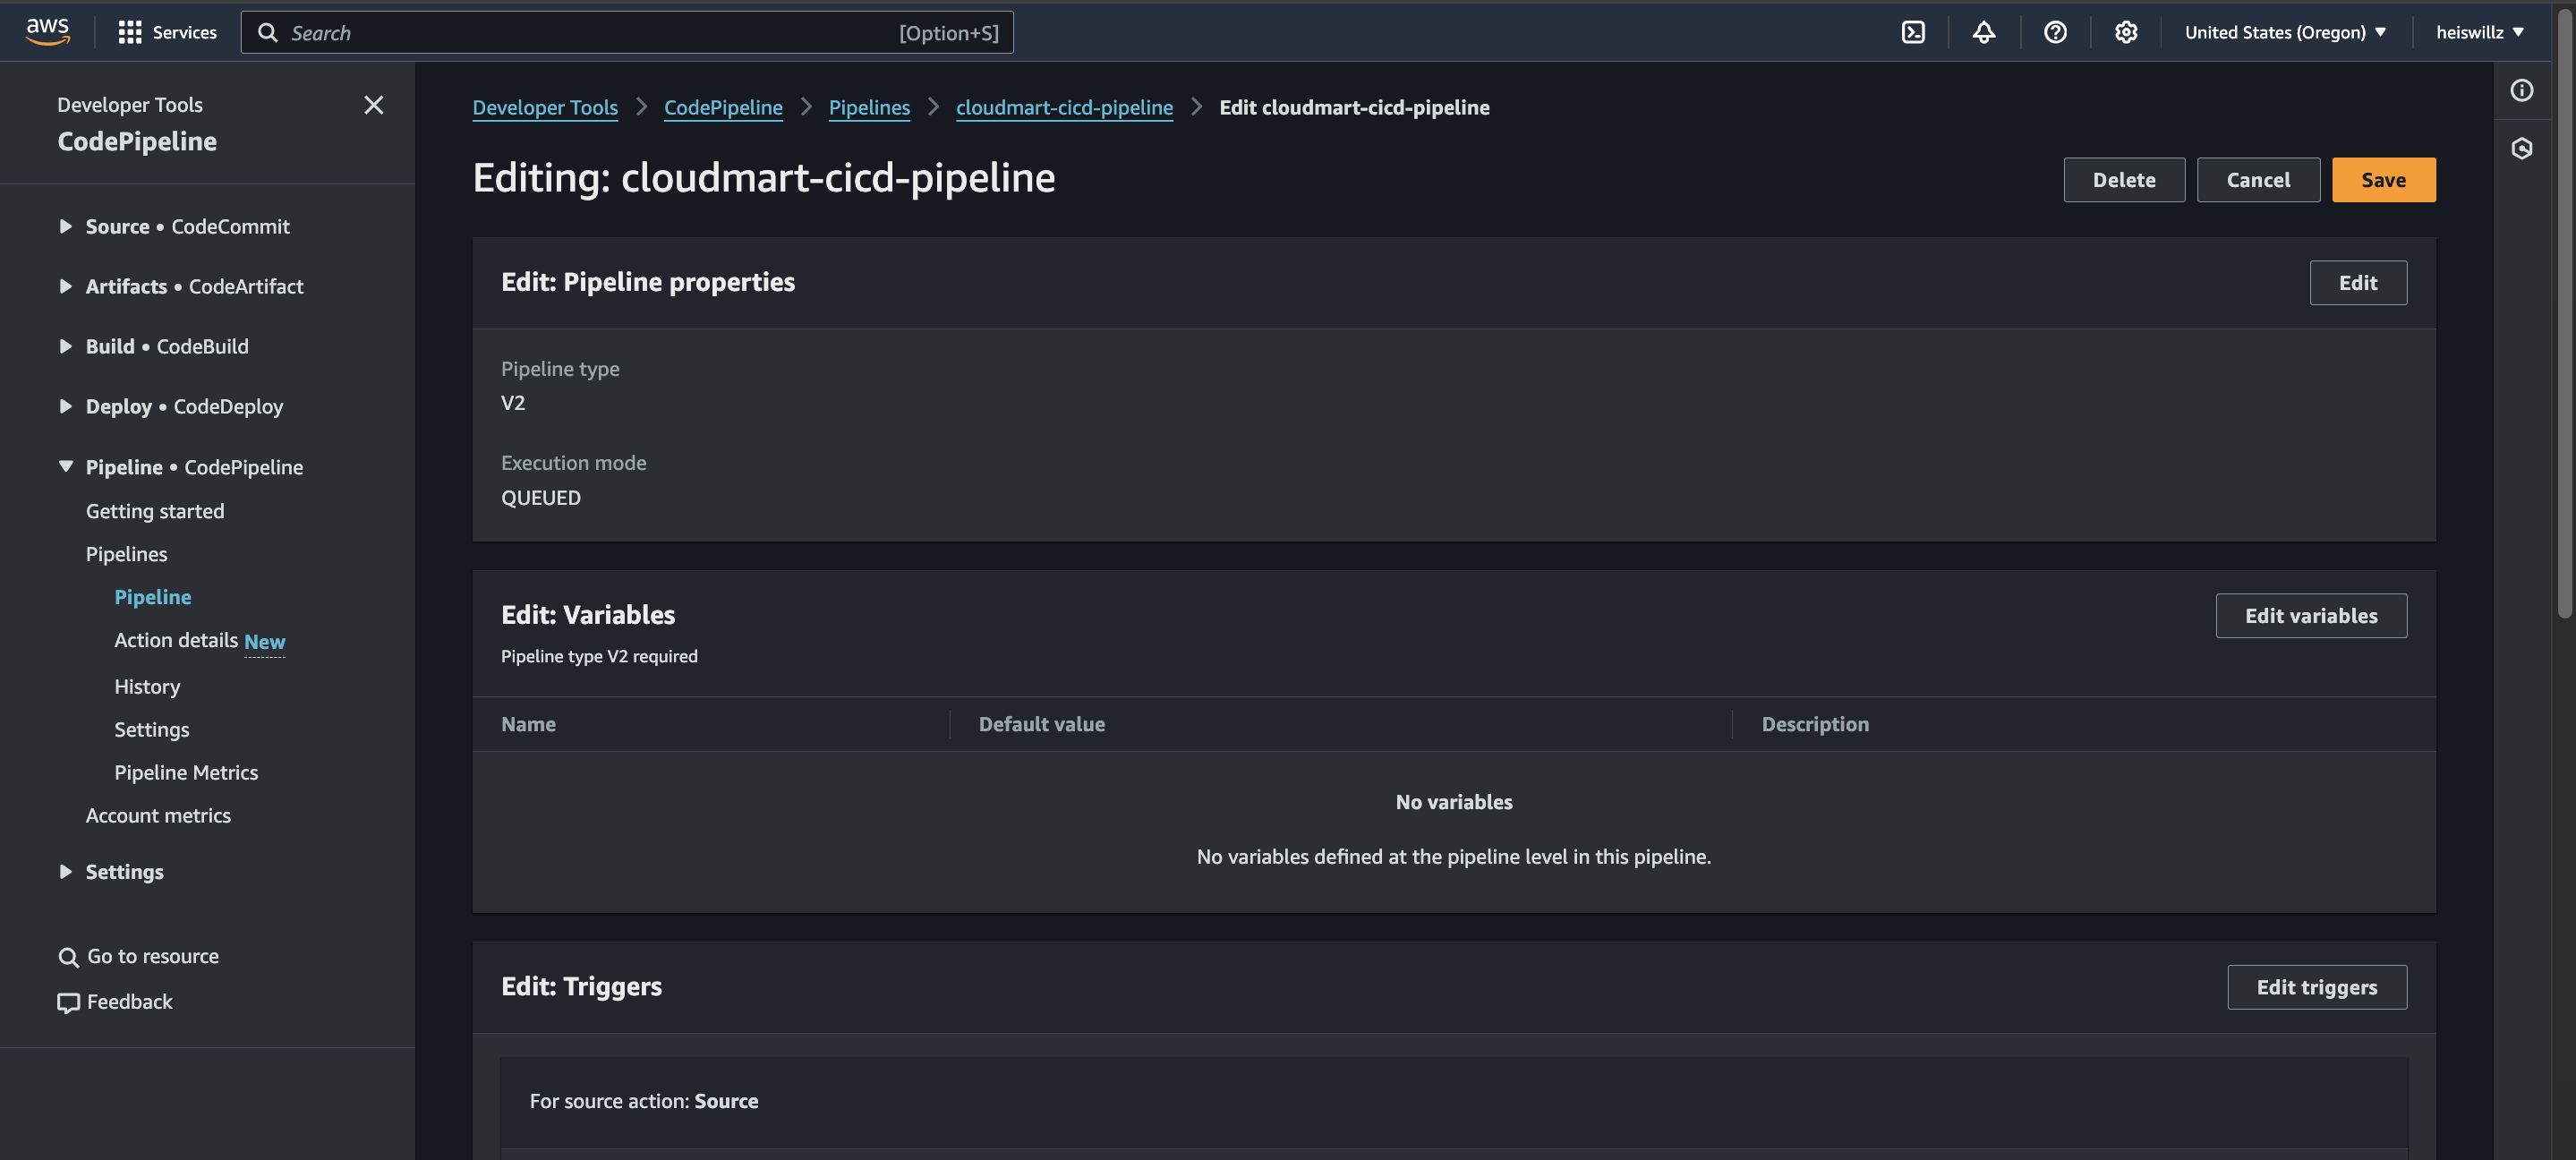 aws
Services
Search
[Option+S]
United States (Oregon)
heiswillz
Developer Tools
CodePipeline
Source • CodeCommit
Artifacts • CodeArtifact
Build • CodeBuild
Deploy • CodeDeploy
Pipeline • CodePipeline
Getting started
Pipelines
Pipeline
Action details New
History
Settings
Pipeline Metrics
Account metrics
Settings
Go to resource
Feedback
Developer Tools
CodePipeline
Pipelines
cloudmart-cicd-pipeline
Edit cloudmart-cicd-pipeline
Editing: cloudmart-cicd-pipeline
Delete
Cancel
Save
Edit: Pipeline properties
Edit
Pipeline type
V2
Execution mode
QUEUED
Edit: Variables
Edit variables
Pipeline type V2 required
Name
Default value
Description
No variables
No variables defined at the pipeline level in this pipeline.
Edit: Triggers
Edit triggers
For source action: Source